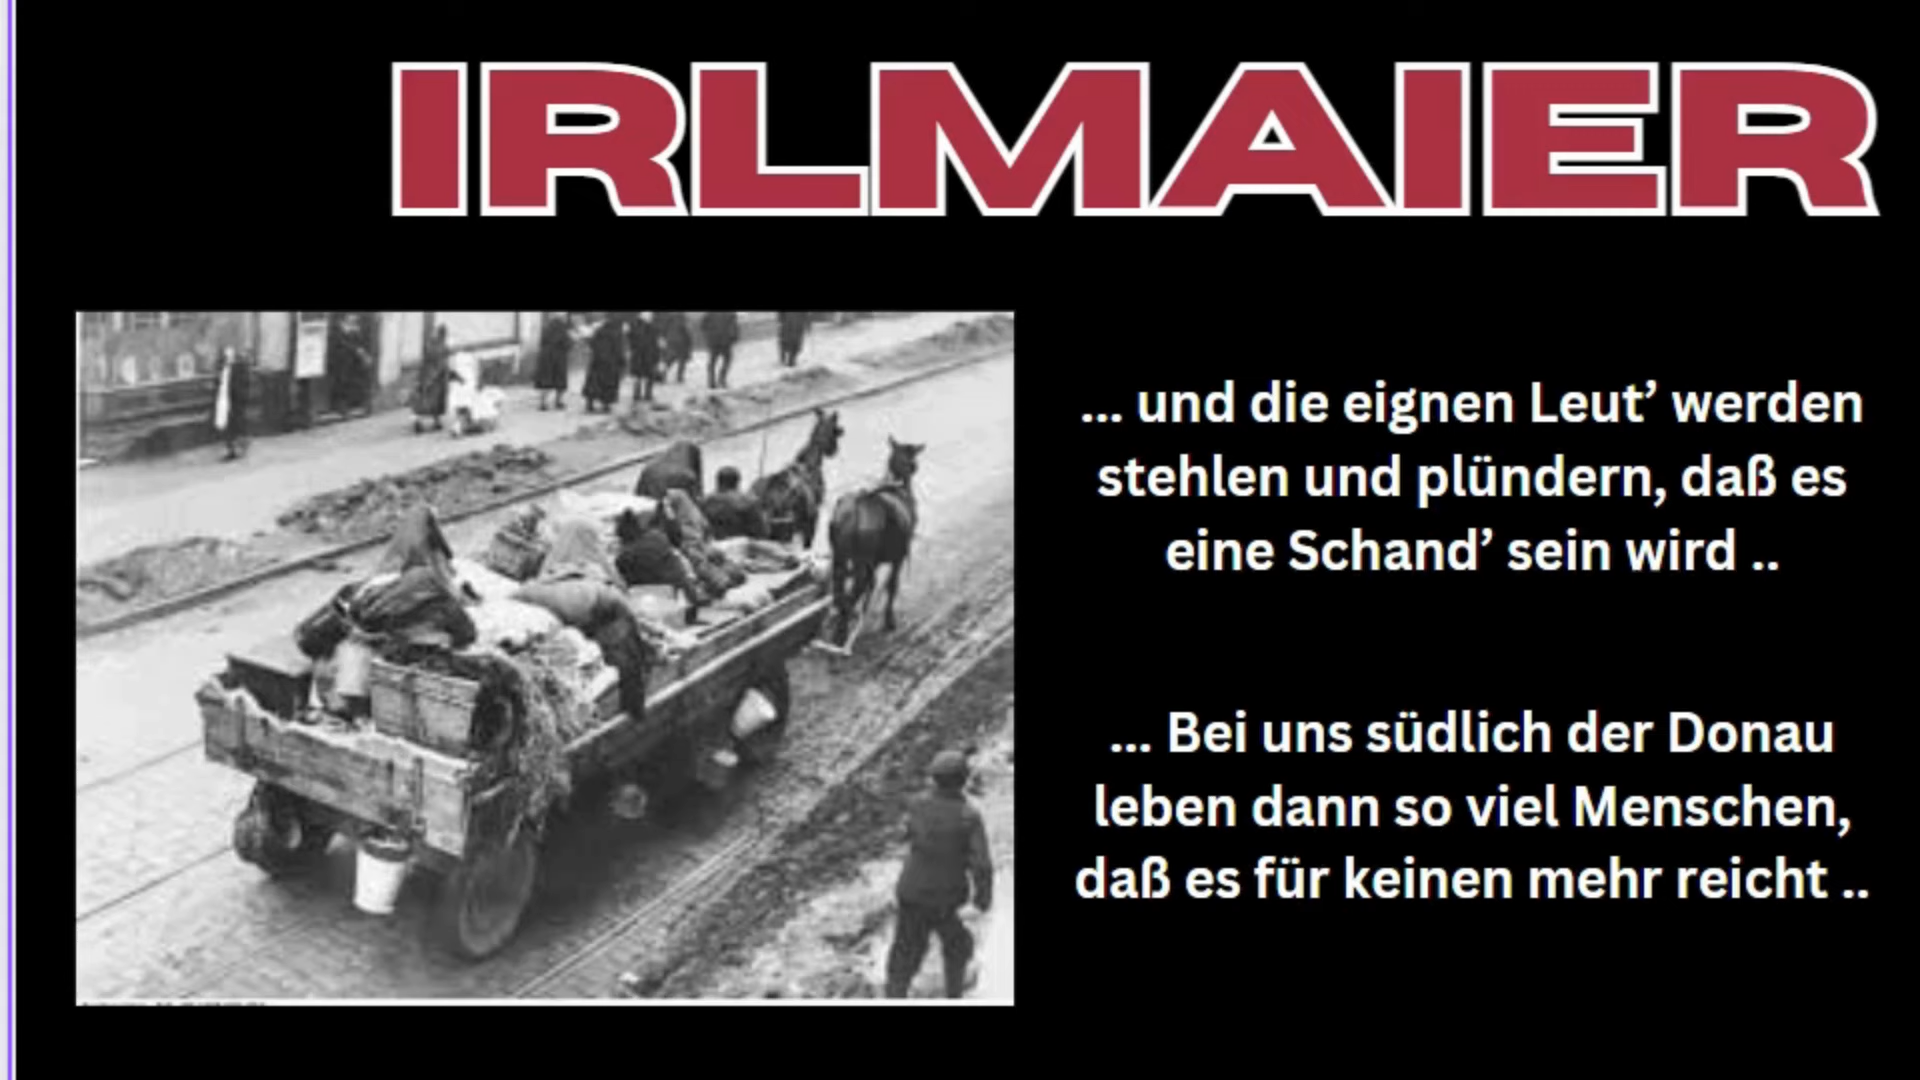 IRLMAIER
... und die eignen Leut’ werden
stehlen und plündern, daß es
eine Schand’ sein wird ..
... Bei uns südlich der Donau
leben dann so viel Menschen,
daß es für keinen mehr reicht ..